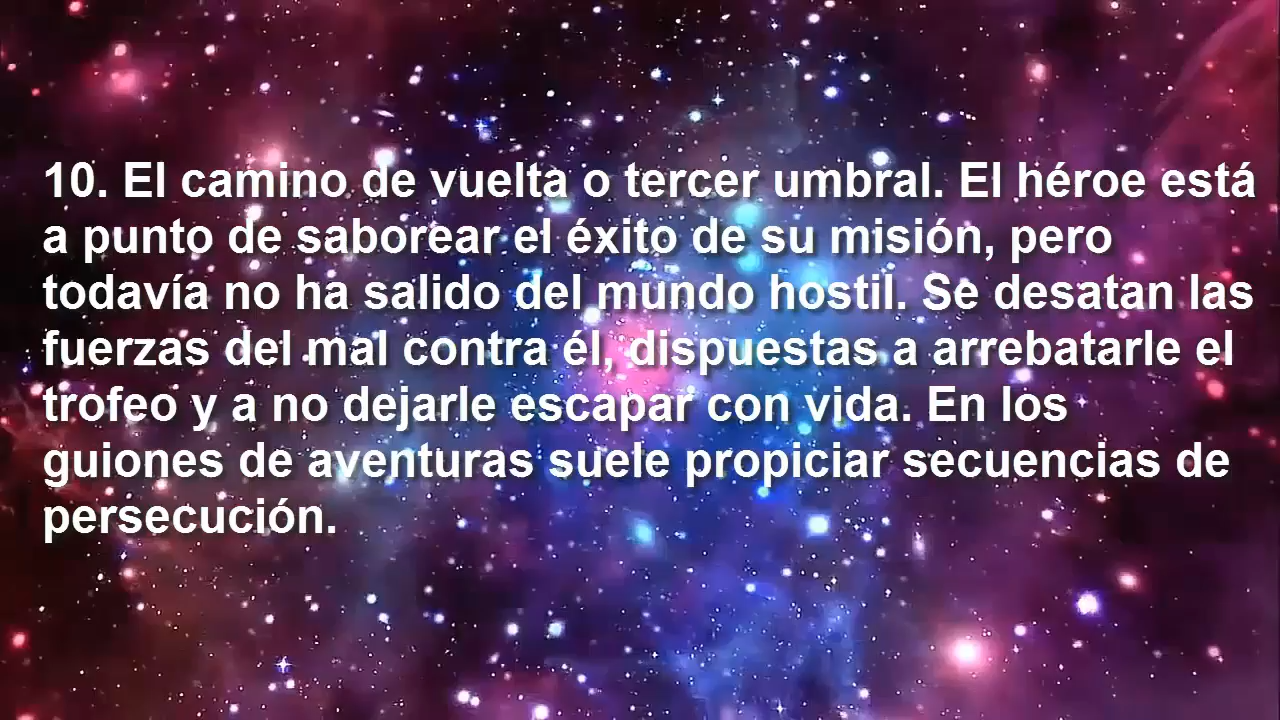 10. El camino de vuelta o tercer umbral. El héroe está
a punto de saborear el éxito de su misión, pero
todavía no ha salido del mundo hostil. Se desatan las
fuerzas del mal contra él, dispuestas a arrebatarle el
trofeo y a no dejarle escapar con vida. En los
guiones de aventuras suele propiciar secuencias de
persecución.